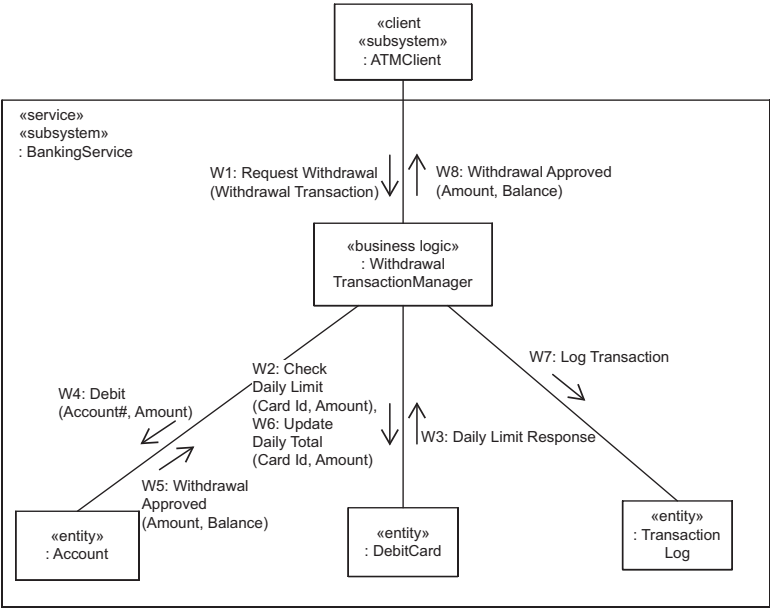 «client
«subsystem»
: ATMClient
«service»
«subsystem»
: BankingService
W1: Request Withdrawal
(Withdrawal Transaction)
W8: Withdrawal Approved
(Amount, Balance)
«business logic»
: Withdrawal
TransactionManager
W2: Check
Daily Limit
(Card Id, Amount),
W6: Update
Daily Total
(Card Id, Amount)
W7: Log Transaction
W4: Debit
(Account#, Amount)
W3: Daily Limit Response
W5: Withdrawal
Approved
(Amount, Balance)
«entity»
: Account
«entity»
: DebitCard
«entity»
: Transaction
Log